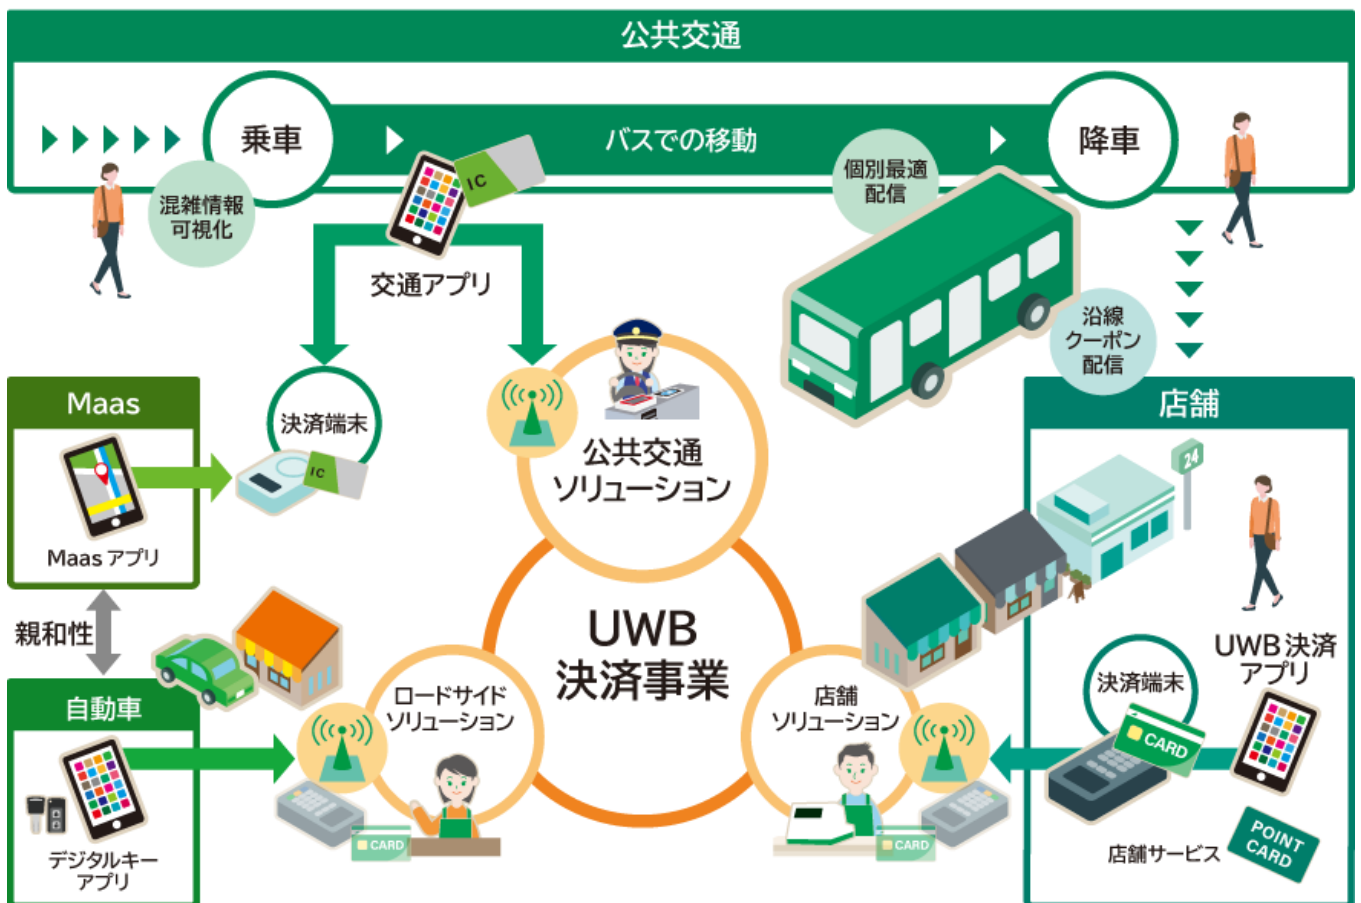 公共交通
乗車
バスでの移動
降車
混雑情報
可視化
IC
個別最適
配信
交通アプリ
沿線
クーポン
配信
Maas
決済端末
IC
Maas アプリ
公共交通
ソリューション
店舗
24
親和性
UWB
決済事業
UWB 決済
アプリ
自動車
ロードサイド
ソリューション
店舗
ソリューション
決済端末
CARD
デジタルキー
アプリ
CARD
CARD
店舗サービス
POINT
CARD